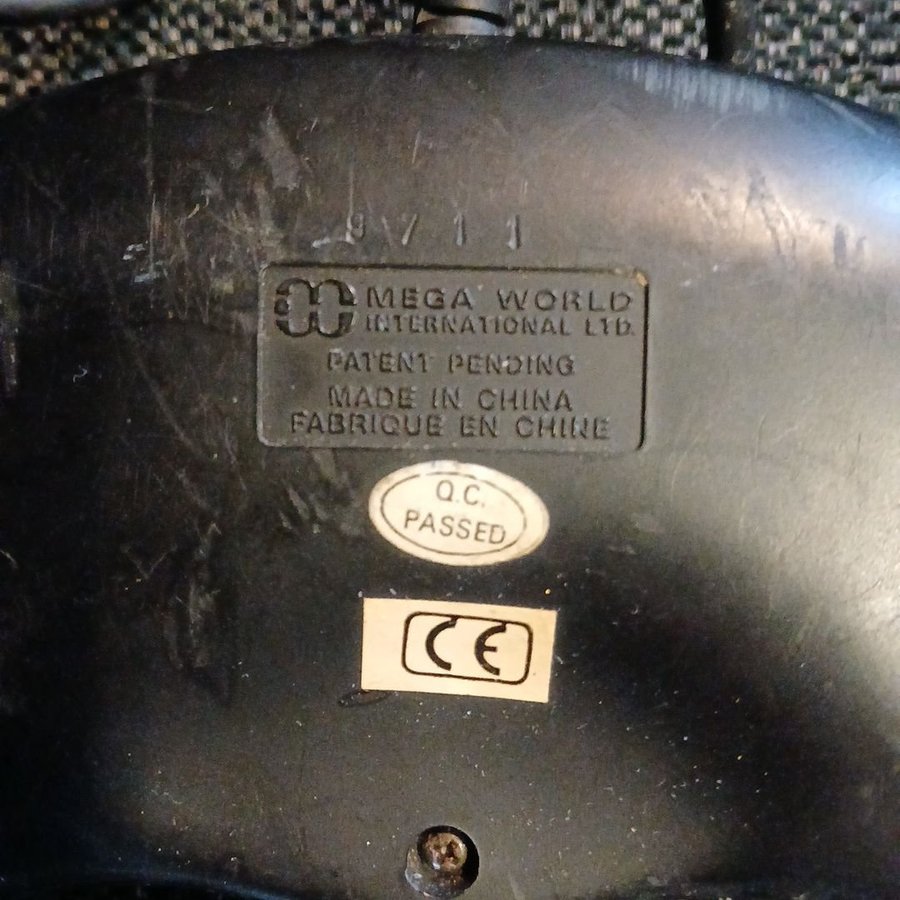 9711
MEGA WORLD
INTERNATIONAL LTD.
PATENT PENDING
MADE IN CHINA
FABRIQUE EN CHINE
Q.C.
PASSED
CE